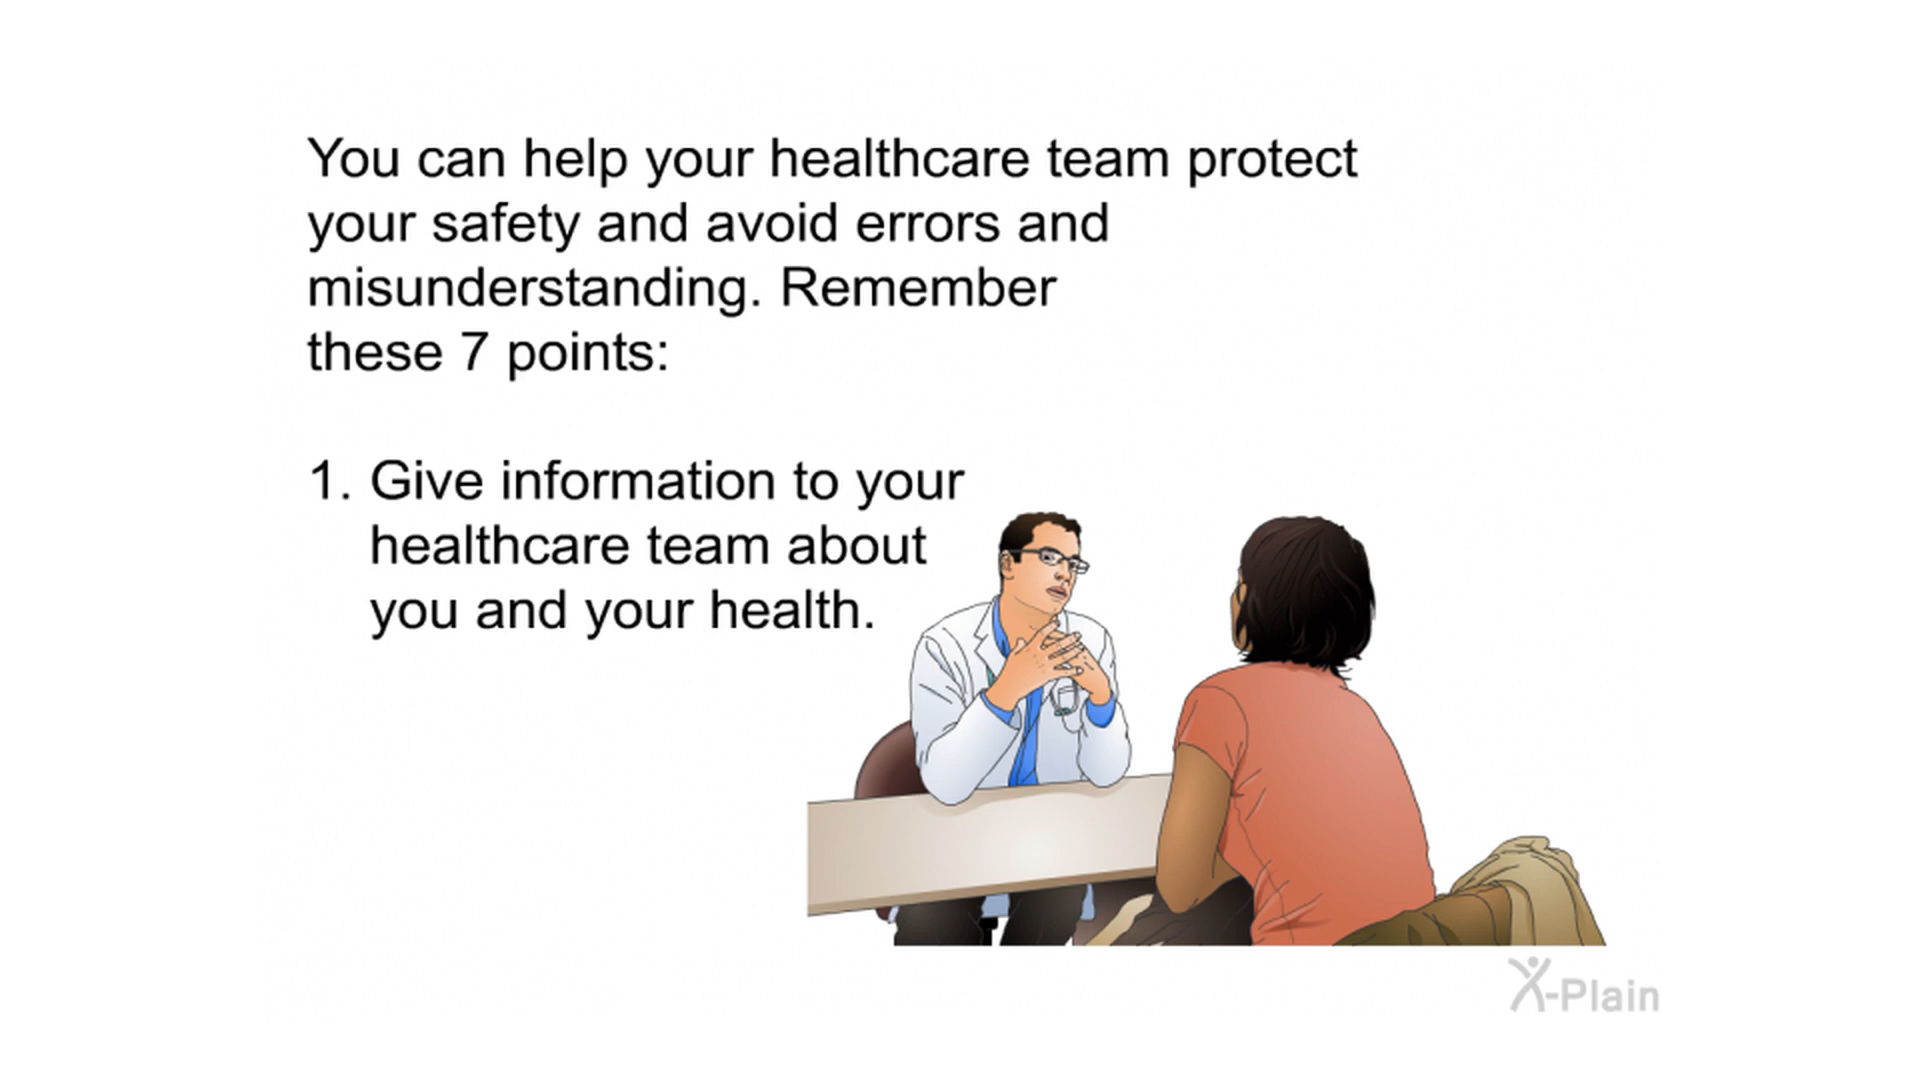 You can help your healthcare team protect
your safety and avoid errors and
misunderstanding. Remember
these 7 points:
1. Give information to your
healthcare team about
you and your health.
X-Plain